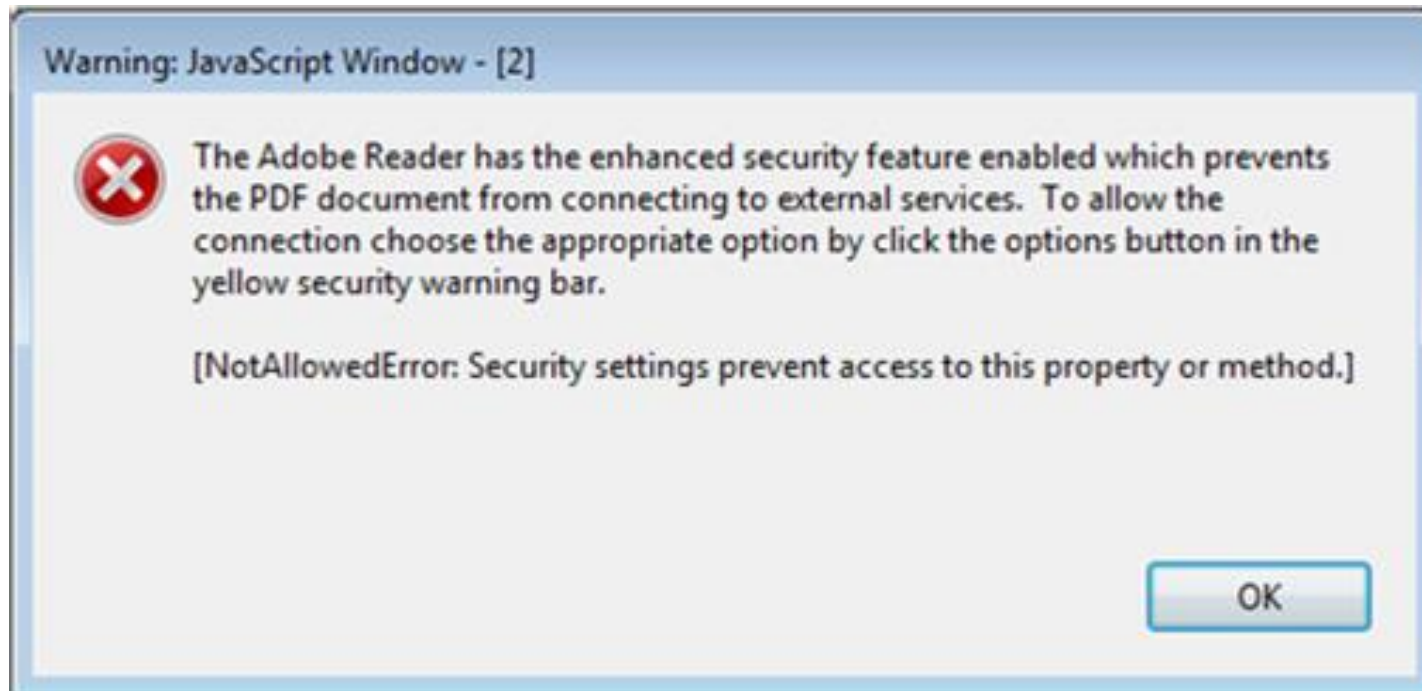 Warning: JavaScript Window - [2]
The Adobe Reader has the enhanced security feature enabled which prevents
the PDF document from connecting to external services.  To allow the
connection choose the appropriate option by click the options button in the
yellow security warning bar.
[NotAllowedError: Security settings prevent access to this property or method.]
OK